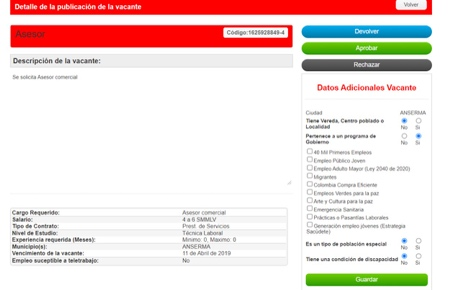 Detalle de la publicación de la vacante
Volver
Asesor
Código:1625928849-4
Descripción de la vacante:
Se solicita Asesor comercial
Cargo Requerido: Asesor comercial
Salario: 4 a 6 SMMLV
Tipo de Contrato: Prest. de Servicios
Nivel de Estudio: Técnica Laboral
Experiencia requerida (Meses): Mínimo: 0, Máximo: 0
Municipio(s): ANSERMA
Vencimiento de la vacante: 11 de Abril de 2019
Empleo suceptible a teletrabajo: No
Devolver
Aprobar
Rechazar
Datos Adicionales Vacante
Ciudad ANSERMA
Tiene Vereda, Centro poblado o
Localidad
No Si
Pertenece a un programa de
Gobierno
No Si
40 Mil Primeros Empleos
Empleo Público Joven
Empleo Adulto Mayor (Ley 2040 de 2020)
Migrantes
Colombia Compra Eficiente
Empleos Verdes para la paz
Arte y Cultura para la paz
Emergencia Sanitaria
Prácticas o Pasantías Laborales
Generación empleo jóvenes (Estrategia
Sacúdete)
Es un tipo de población especial
No Si
Tiene una condición de discapacidad
No Si
Guardar